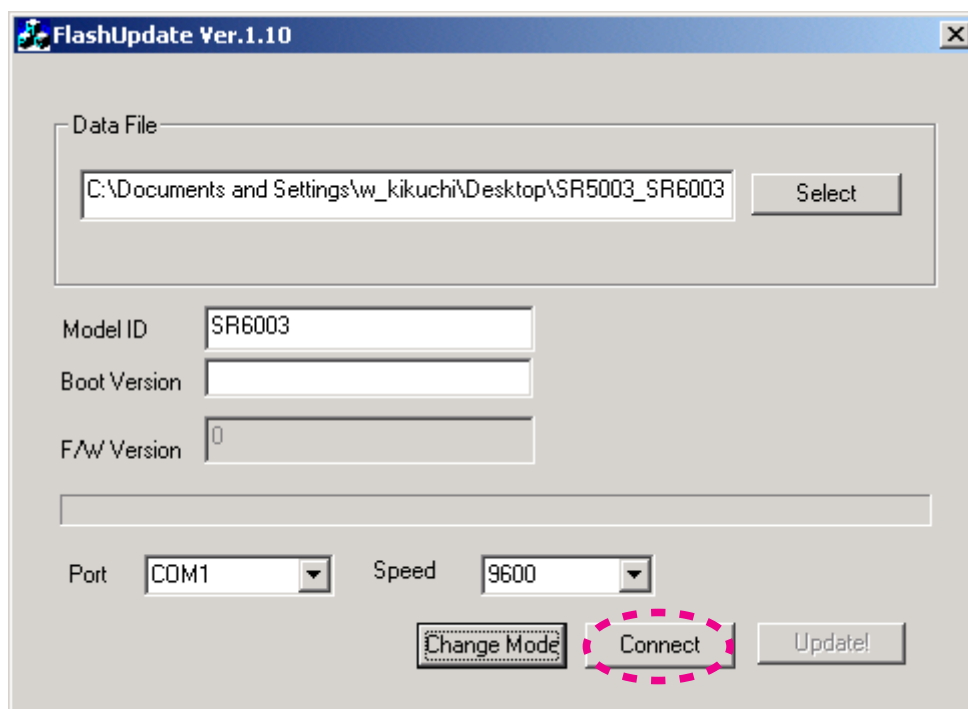 FlashUpdate Ver.1.10
Data File
C:\Documents and Settings\w_kikuchi\Desktop\SR5003_SR6003
Select
Model ID
SR6003
Boot Version
F/W Version
0
Port
COM1
Speed
9600
Change Mode
Connect
Update!